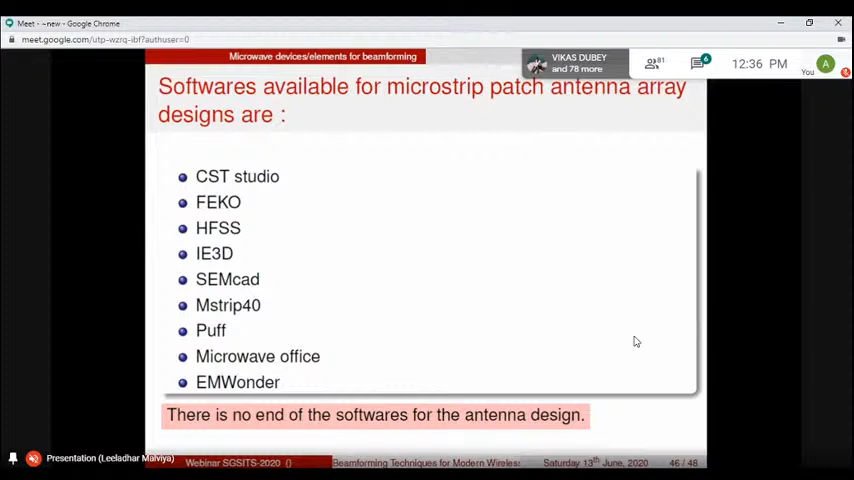 Meet - ~new - Google Chrome
meet.google.com/utp-wzrq-ibf?authuser=0
Microwave devices/elements for beamforming
VIKAS DUBEY
and 78 more
81
6
12:36 PM
You
A
Softwares available for microstrip patch antenna array
designs are :
CST studio
FEKO
HFSS
IE3D
SEMcad
Mstrip40
Puff
Microwave office
EMWonder
There is no end of the softwares for the antenna design.
Presentation (Leeladhar Malviya)
Webinar SGSITS-2020 ()
Beamforming Techniques for Modern Wireless
Saturday 13th June, 2020
46 / 48